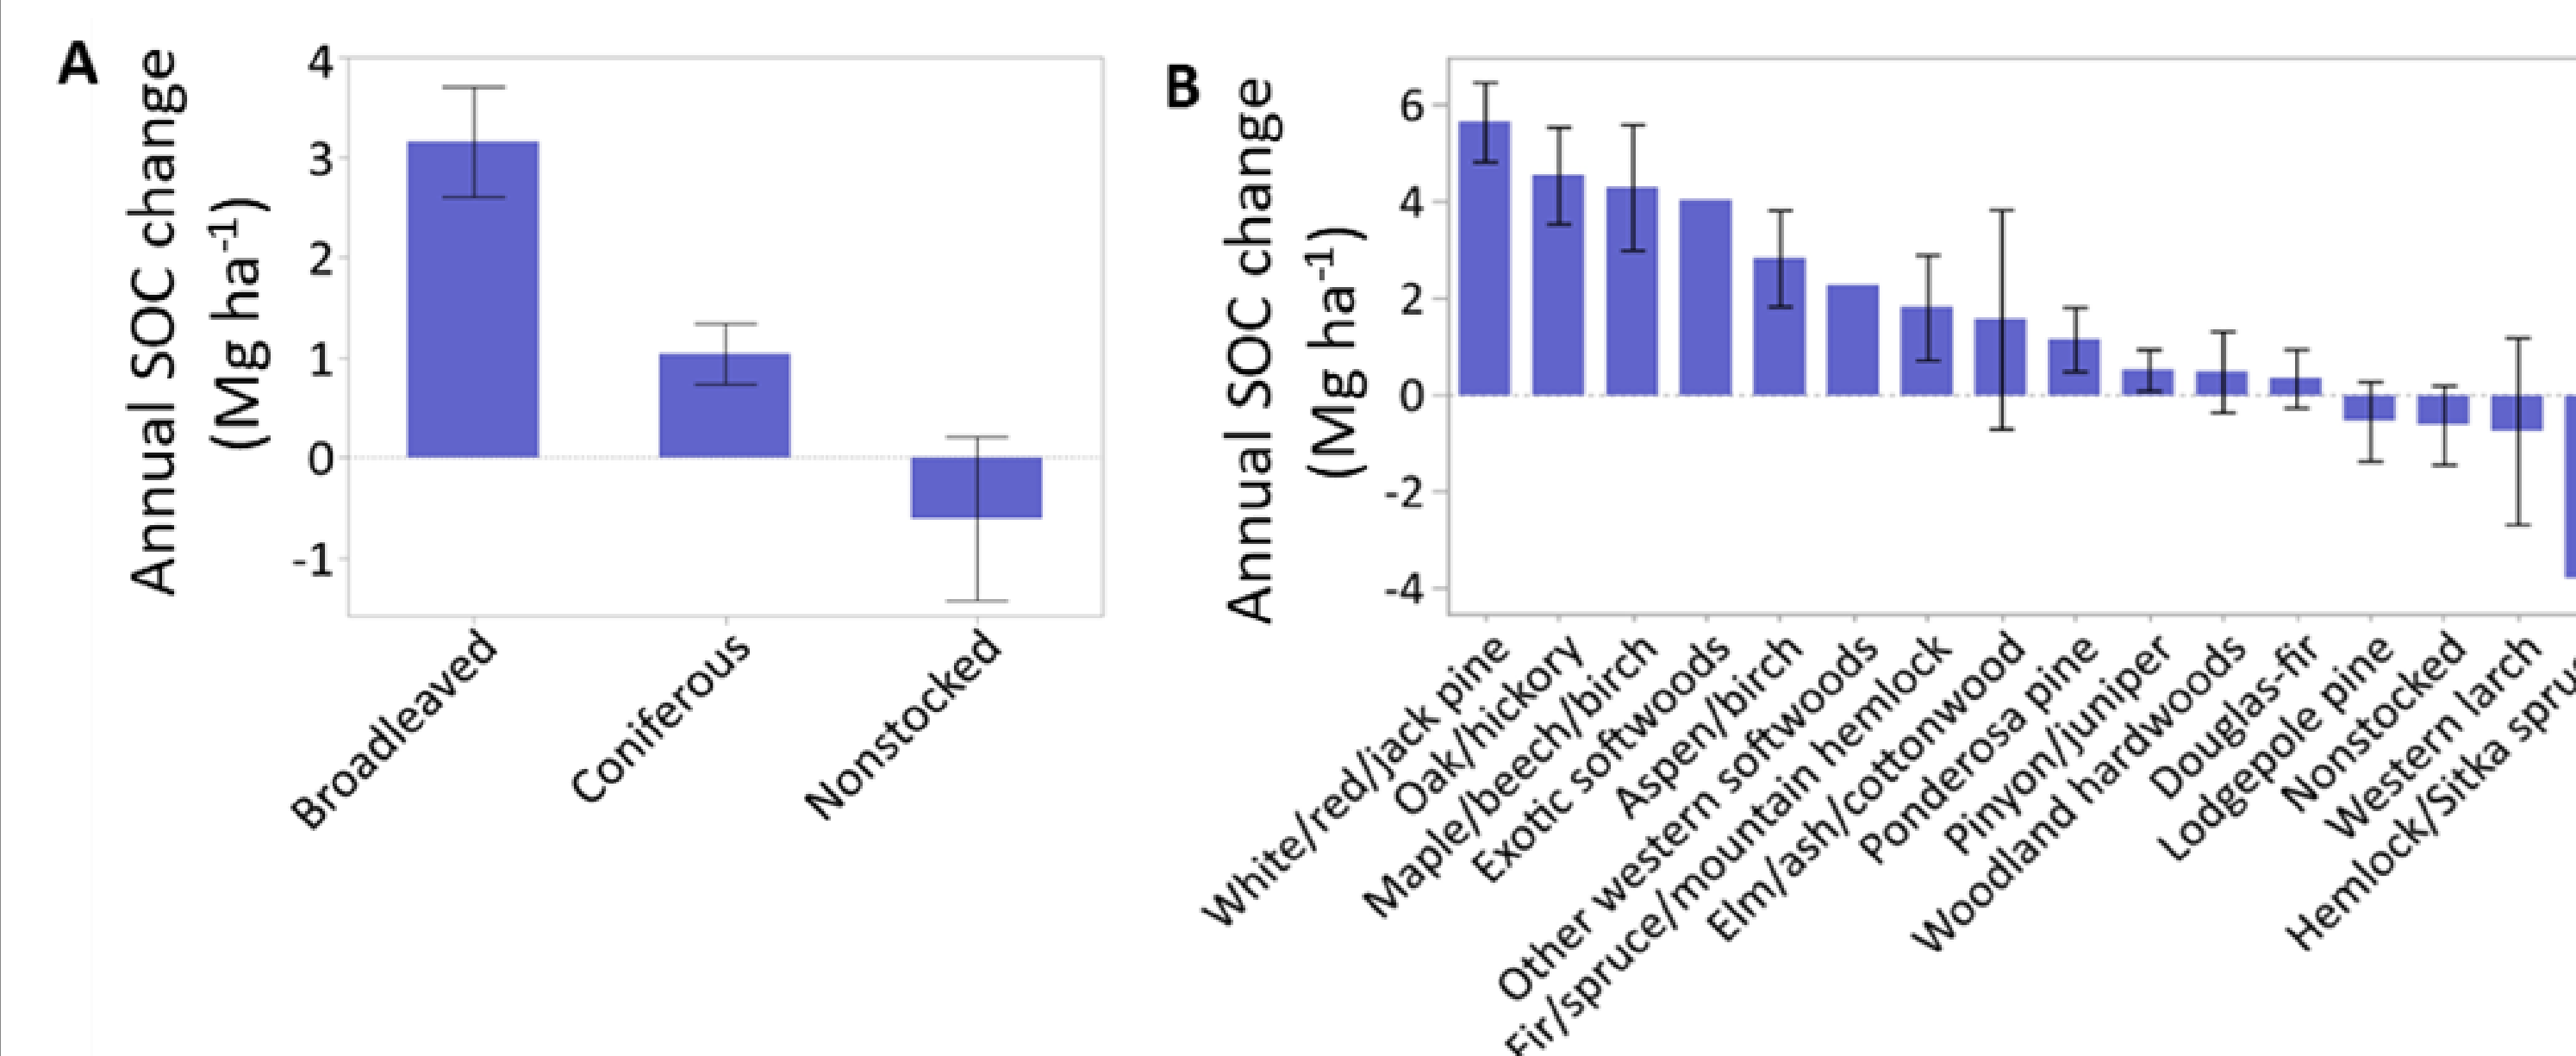 A
Annual SOC change
(Mg ha-1)
4
3
2
1
0
-1
Broadleaved
Coniferous
Nonstocked
B
Annual SOC change
(Mg ha-1)
6
4
2
0
-2
-4
White/red/jack pine
Oak/hickory
Maple/beech/birch
Exotic softwoods
Aspen/birch
Other western softwoods
Fir/spruce/mountain hemlock
Elm/ash/cottonwood
Ponderosa pine
Pinyon/juniper
Woodland hardwoods
Douglas-fir
Lodgepole pine
Nonstocked
Western larch
Hemlock/Sitka spru